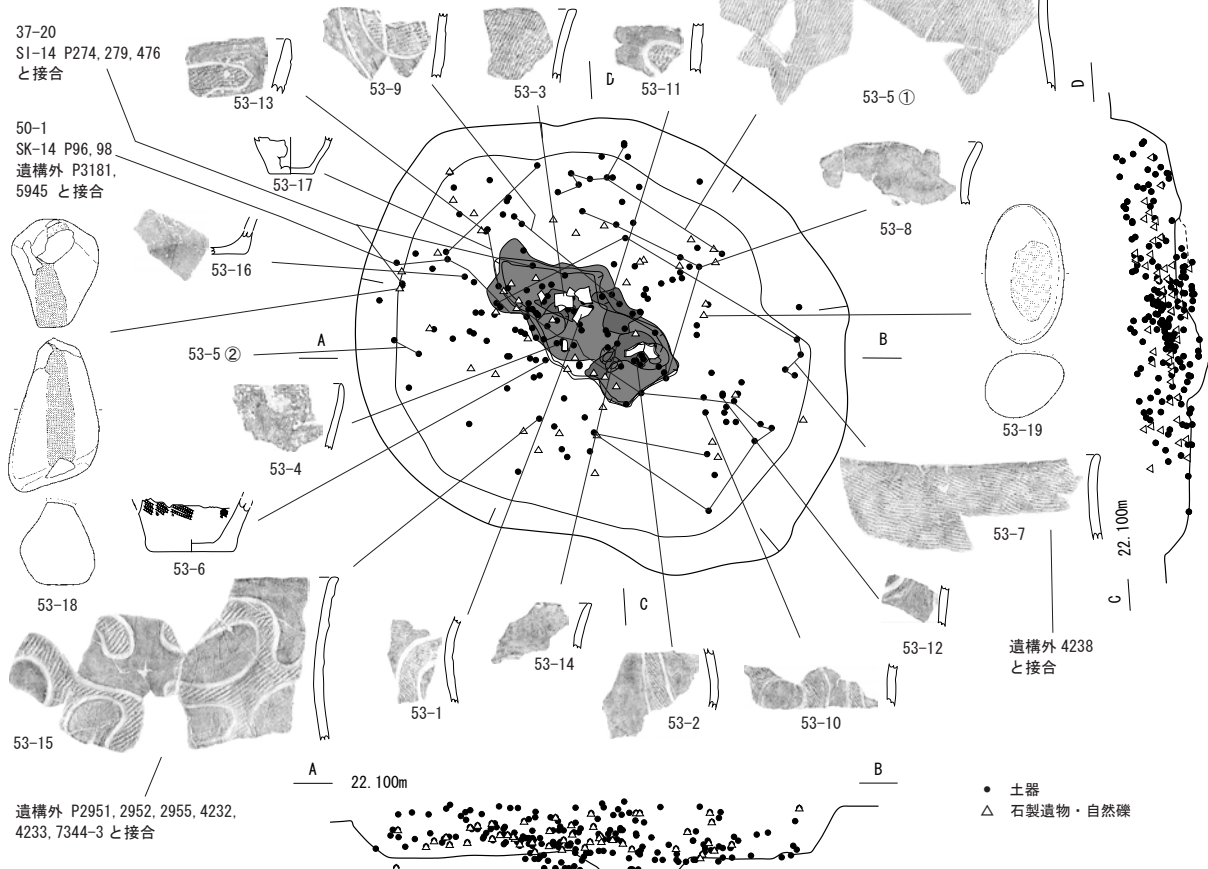 37-20
SI-14 P274, 279, 476
と接合
50-1
SK-14 P96, 98
遺構外 P3181,
5945 と接合
53-13
53-9
53-3
53-11
53-5 ①
53-17
53-16
53-8
53-5 ②
53-4
53-6
53-18
53-19
53-7
53-12
53-14
53-1
53-2
53-10
53-15
遺構外 4238
と接合
遺構外 P2951, 2952, 2955, 4232,
4233, 7344-3 と接合
A
B
C
D
D
C
22.100m
A
22.100m
B
● 土器
△ 石製遺物・自然礫